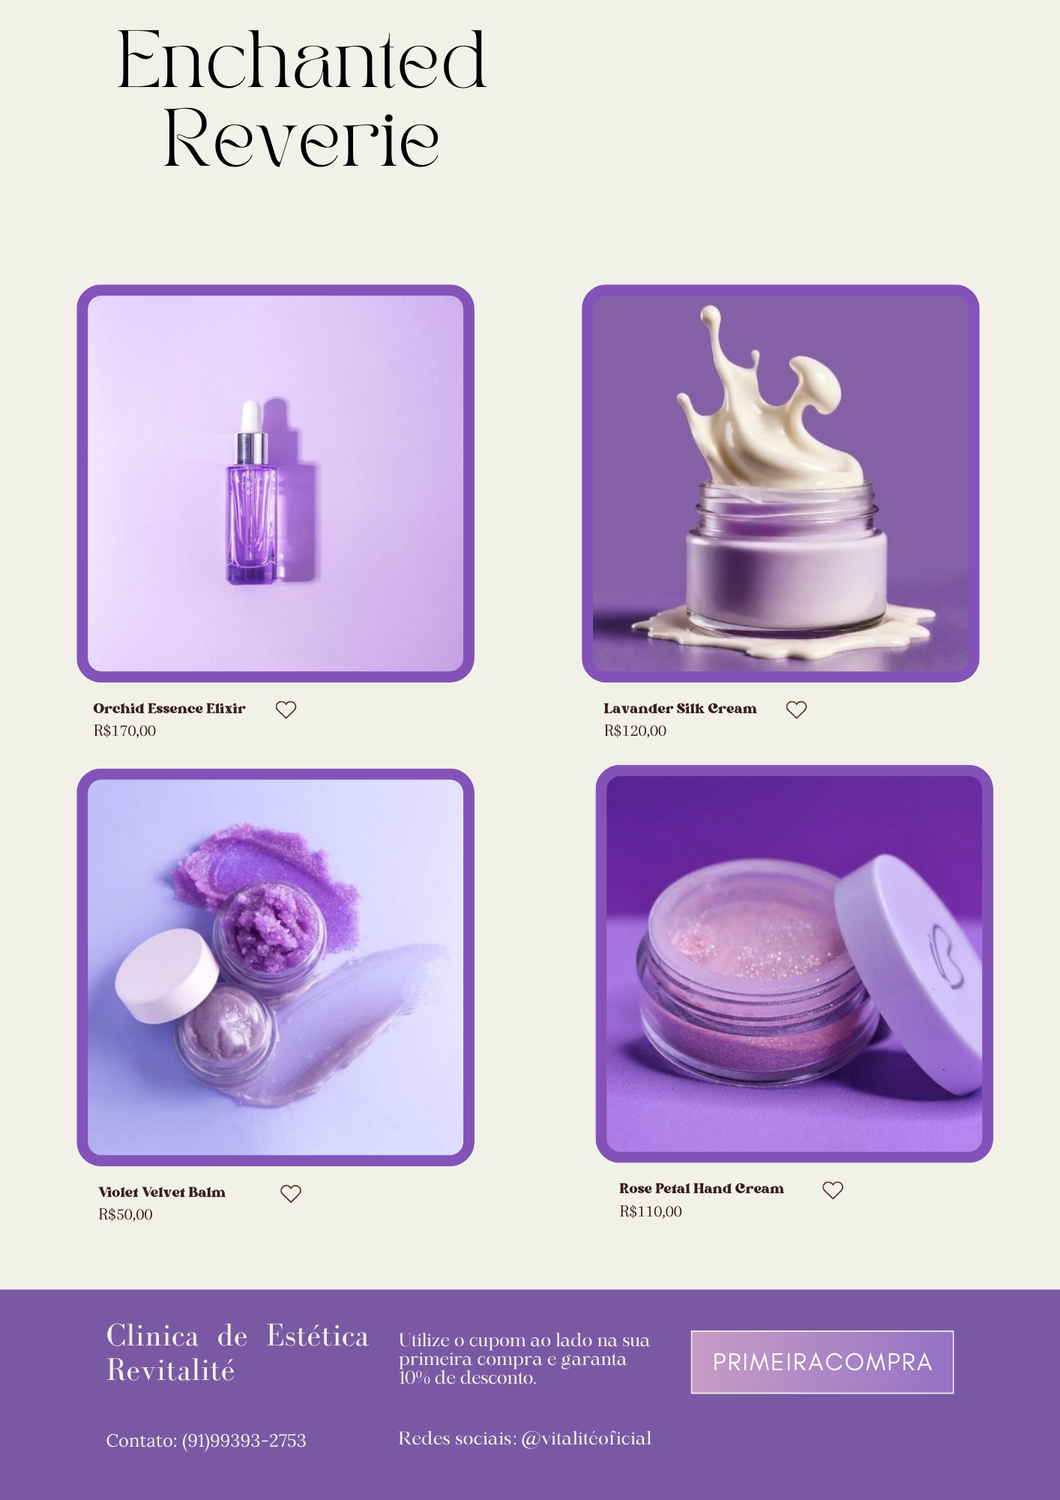 Enchanted
Reverie
Orchid Essence Elixir
R$170,00
Lavander Silk Cream
R$120,00
Violet Velvet Balm
R$50,00
Rose Petal Hand Cream
R$110,00
Clinica de Estética
Revitalité
Contato: (91)99393-2753
Utilize o cupom ao lado na sua
primeira compra e garanta
10% de desconto.
Redes sociais: @vitalitéoficial
PRIMEIRACOMPRA